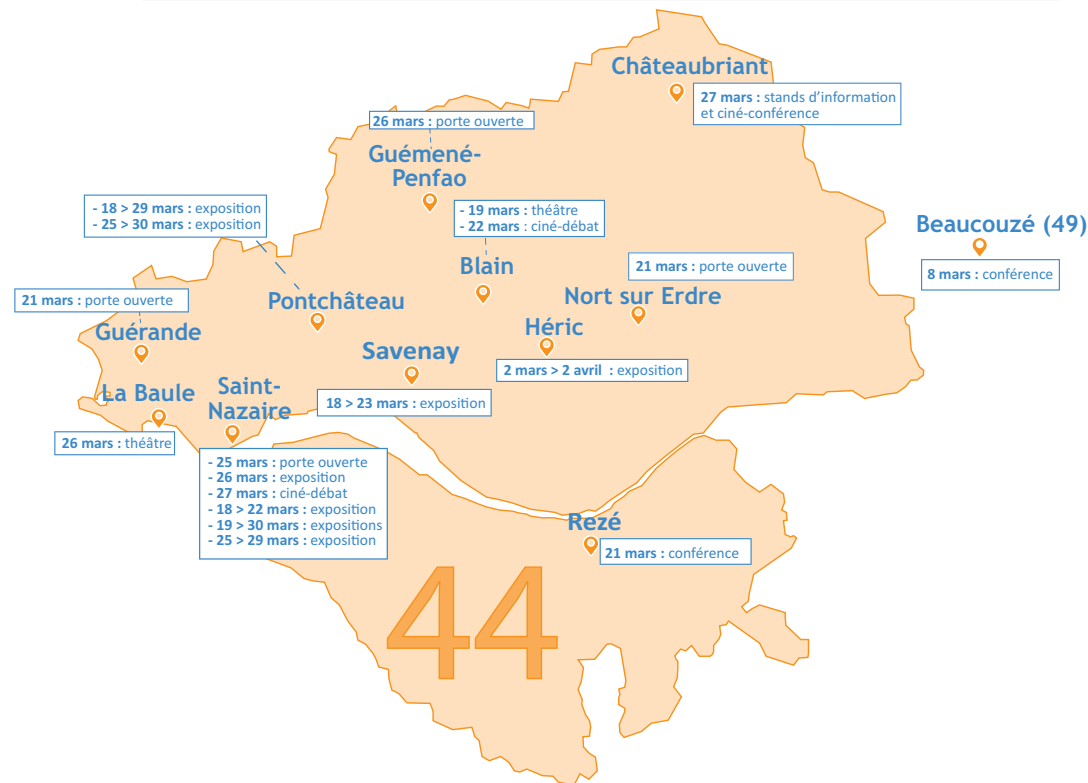 Châteaubriant
27 mars : stands d'information
et ciné-conférence
26 mars : porte ouverte
Guémené-
Penfao
- 18 > 29 mars : exposition
- 25 > 30 mars : exposition
Pontchâteau
- 19 mars : théâtre
- 22 mars : ciné-débat
Blain
Beaucouzé (49)
8 mars : conférence
21 mars : porte ouverte
Nort sur Erdre
21 mars : porte ouverte
Guérande
Héric
2 mars > 2 avril : exposition
Savenay
18 > 23 mars : exposition
La Baule
26 mars : théâtre
Saint-
Nazaire
- 25 mars : porte ouverte
- 26 mars : exposition
- 27 mars : ciné-débat
- 18 > 22 mars : exposition
- 19 > 30 mars : expositions
- 25 > 29 mars : exposition
Rezé
21 mars : conférence
44